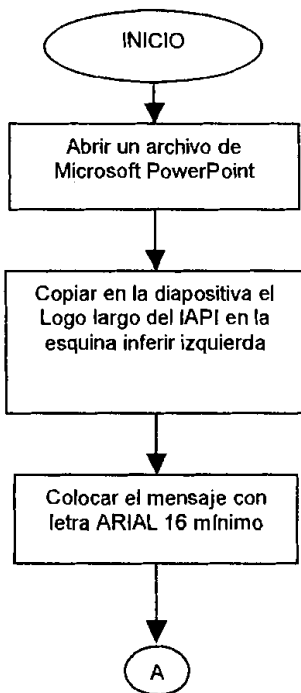 INICIO
Abrir un archivo de
Microsoft PowerPoint
Copiar en la diapositiva el
Logo largo del IAPI en la
esquina inferir izquierda
Colocar el mensaje con
letra ARIAL 16 mínimo
A